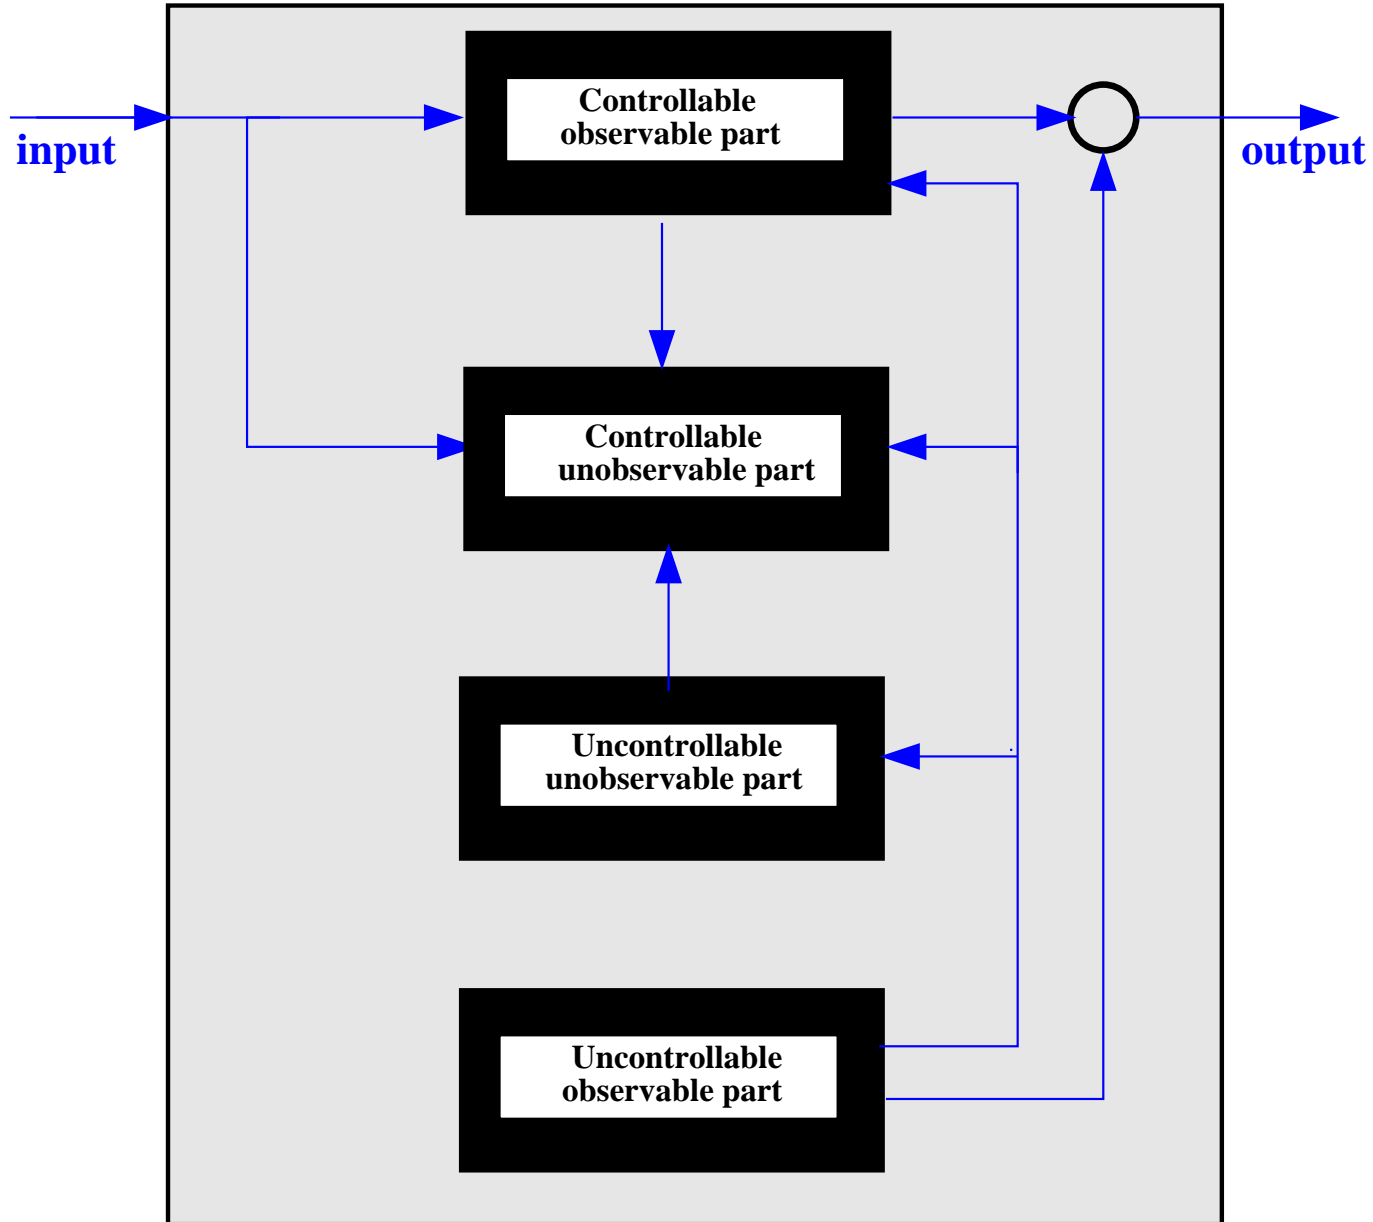 Controllable
observable part
input
output
Controllable
unobservable part
Uncontrollable
unobservable part
Uncontrollable
observable part